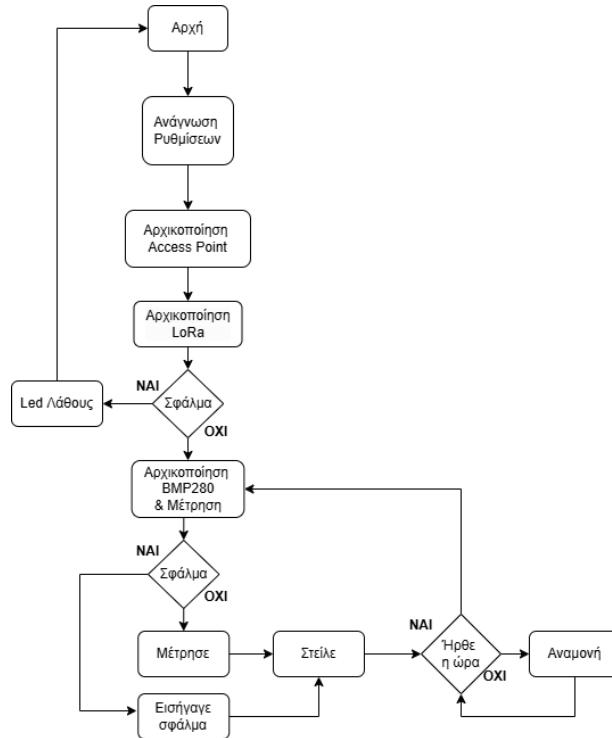 Αρχή
Ανάγνωση
Ρυθμίσεων
Αρχικοποίηση
Access Point
Αρχικοποίηση
LoRa
ΝΑΙ
Σφάλμα
Led Λάθους
ΟΧΙ
Αρχικοποίηση
BMP280
& Μέτρηση
ΝΑΙ
Σφάλμα
ΟΧΙ
Μέτρησε
Στείλε
ΝΑΙ
Ήρθε
η ώρα
ΟΧΙ
Αναμονή
Εισήγαγε
σφάλμα